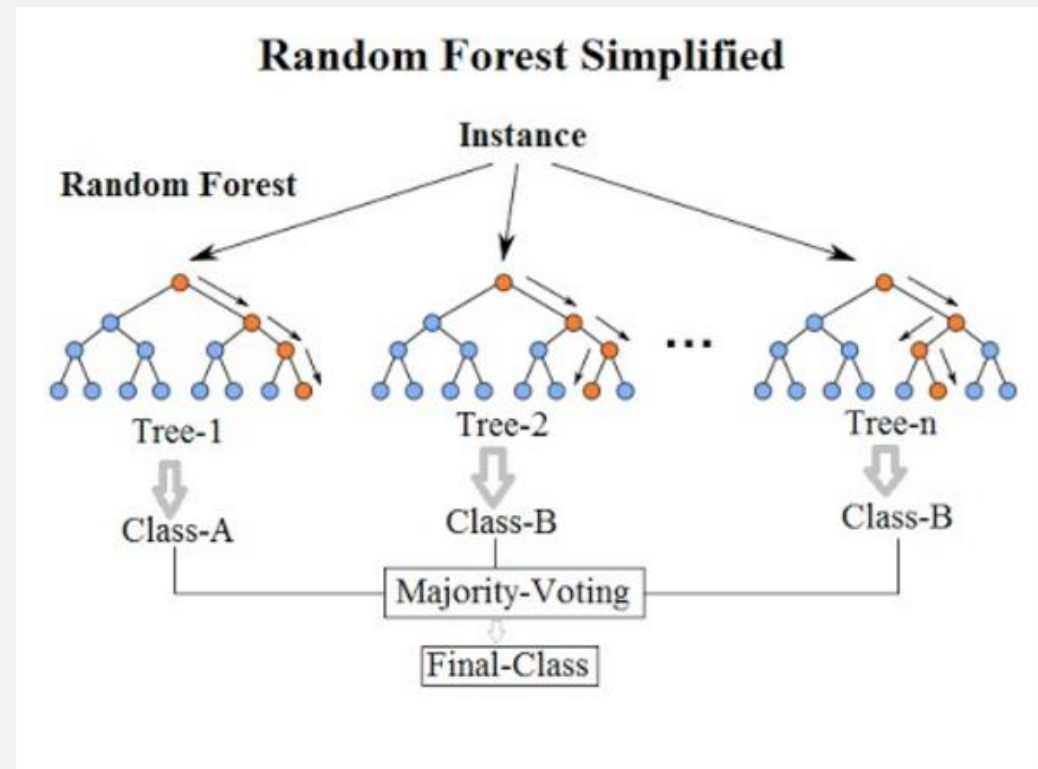 Random Forest Simplified
Instance
Random Forest
...
Tree-1
Tree-2
Tree-n
Class-A
Class-B
Class-B
Majority-Voting
Final-Class